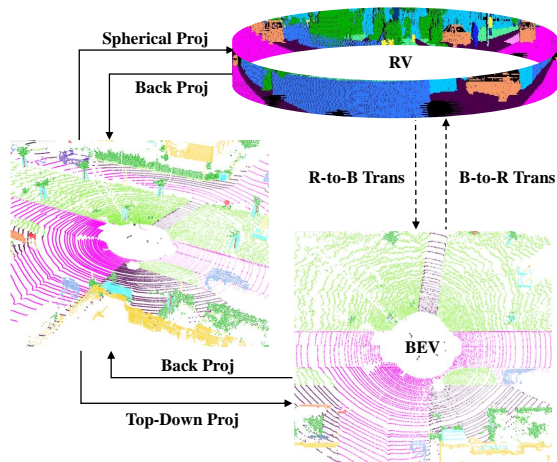 Spherical Proj
RV
Back Proj
R-to-B Trans
B-to-R Trans
BEV
Back Proj
Top-Down Proj